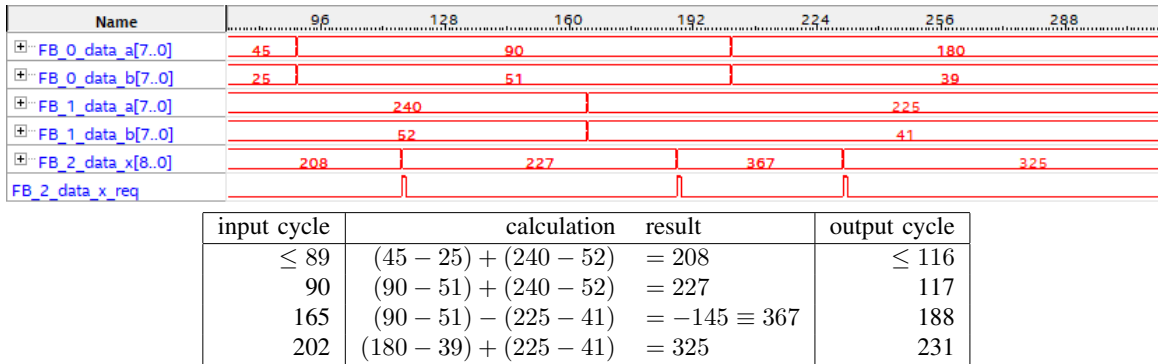 Name 96 128 160 192 224 256 288
FB_0_data_a[7..0] 45 90 180
FB_0_data_b[7..0] 25 51 39
FB_1_data_a[7..0] 240 225
FB_1_data_b[7..0] 52 41
FB_2_data_x[8..0] 208 227 367 325
FB_2_data_x_req
input cycle calculation result output cycle
≤ 89 (45 − 25) + (240 − 52) = 208 ≤ 116
90 (90 − 51) + (240 − 52) = 227 117
165 (90 − 51) − (225 − 41) = −145 ≡ 367 188
202 (180 − 39) + (225 − 41) = 325 231